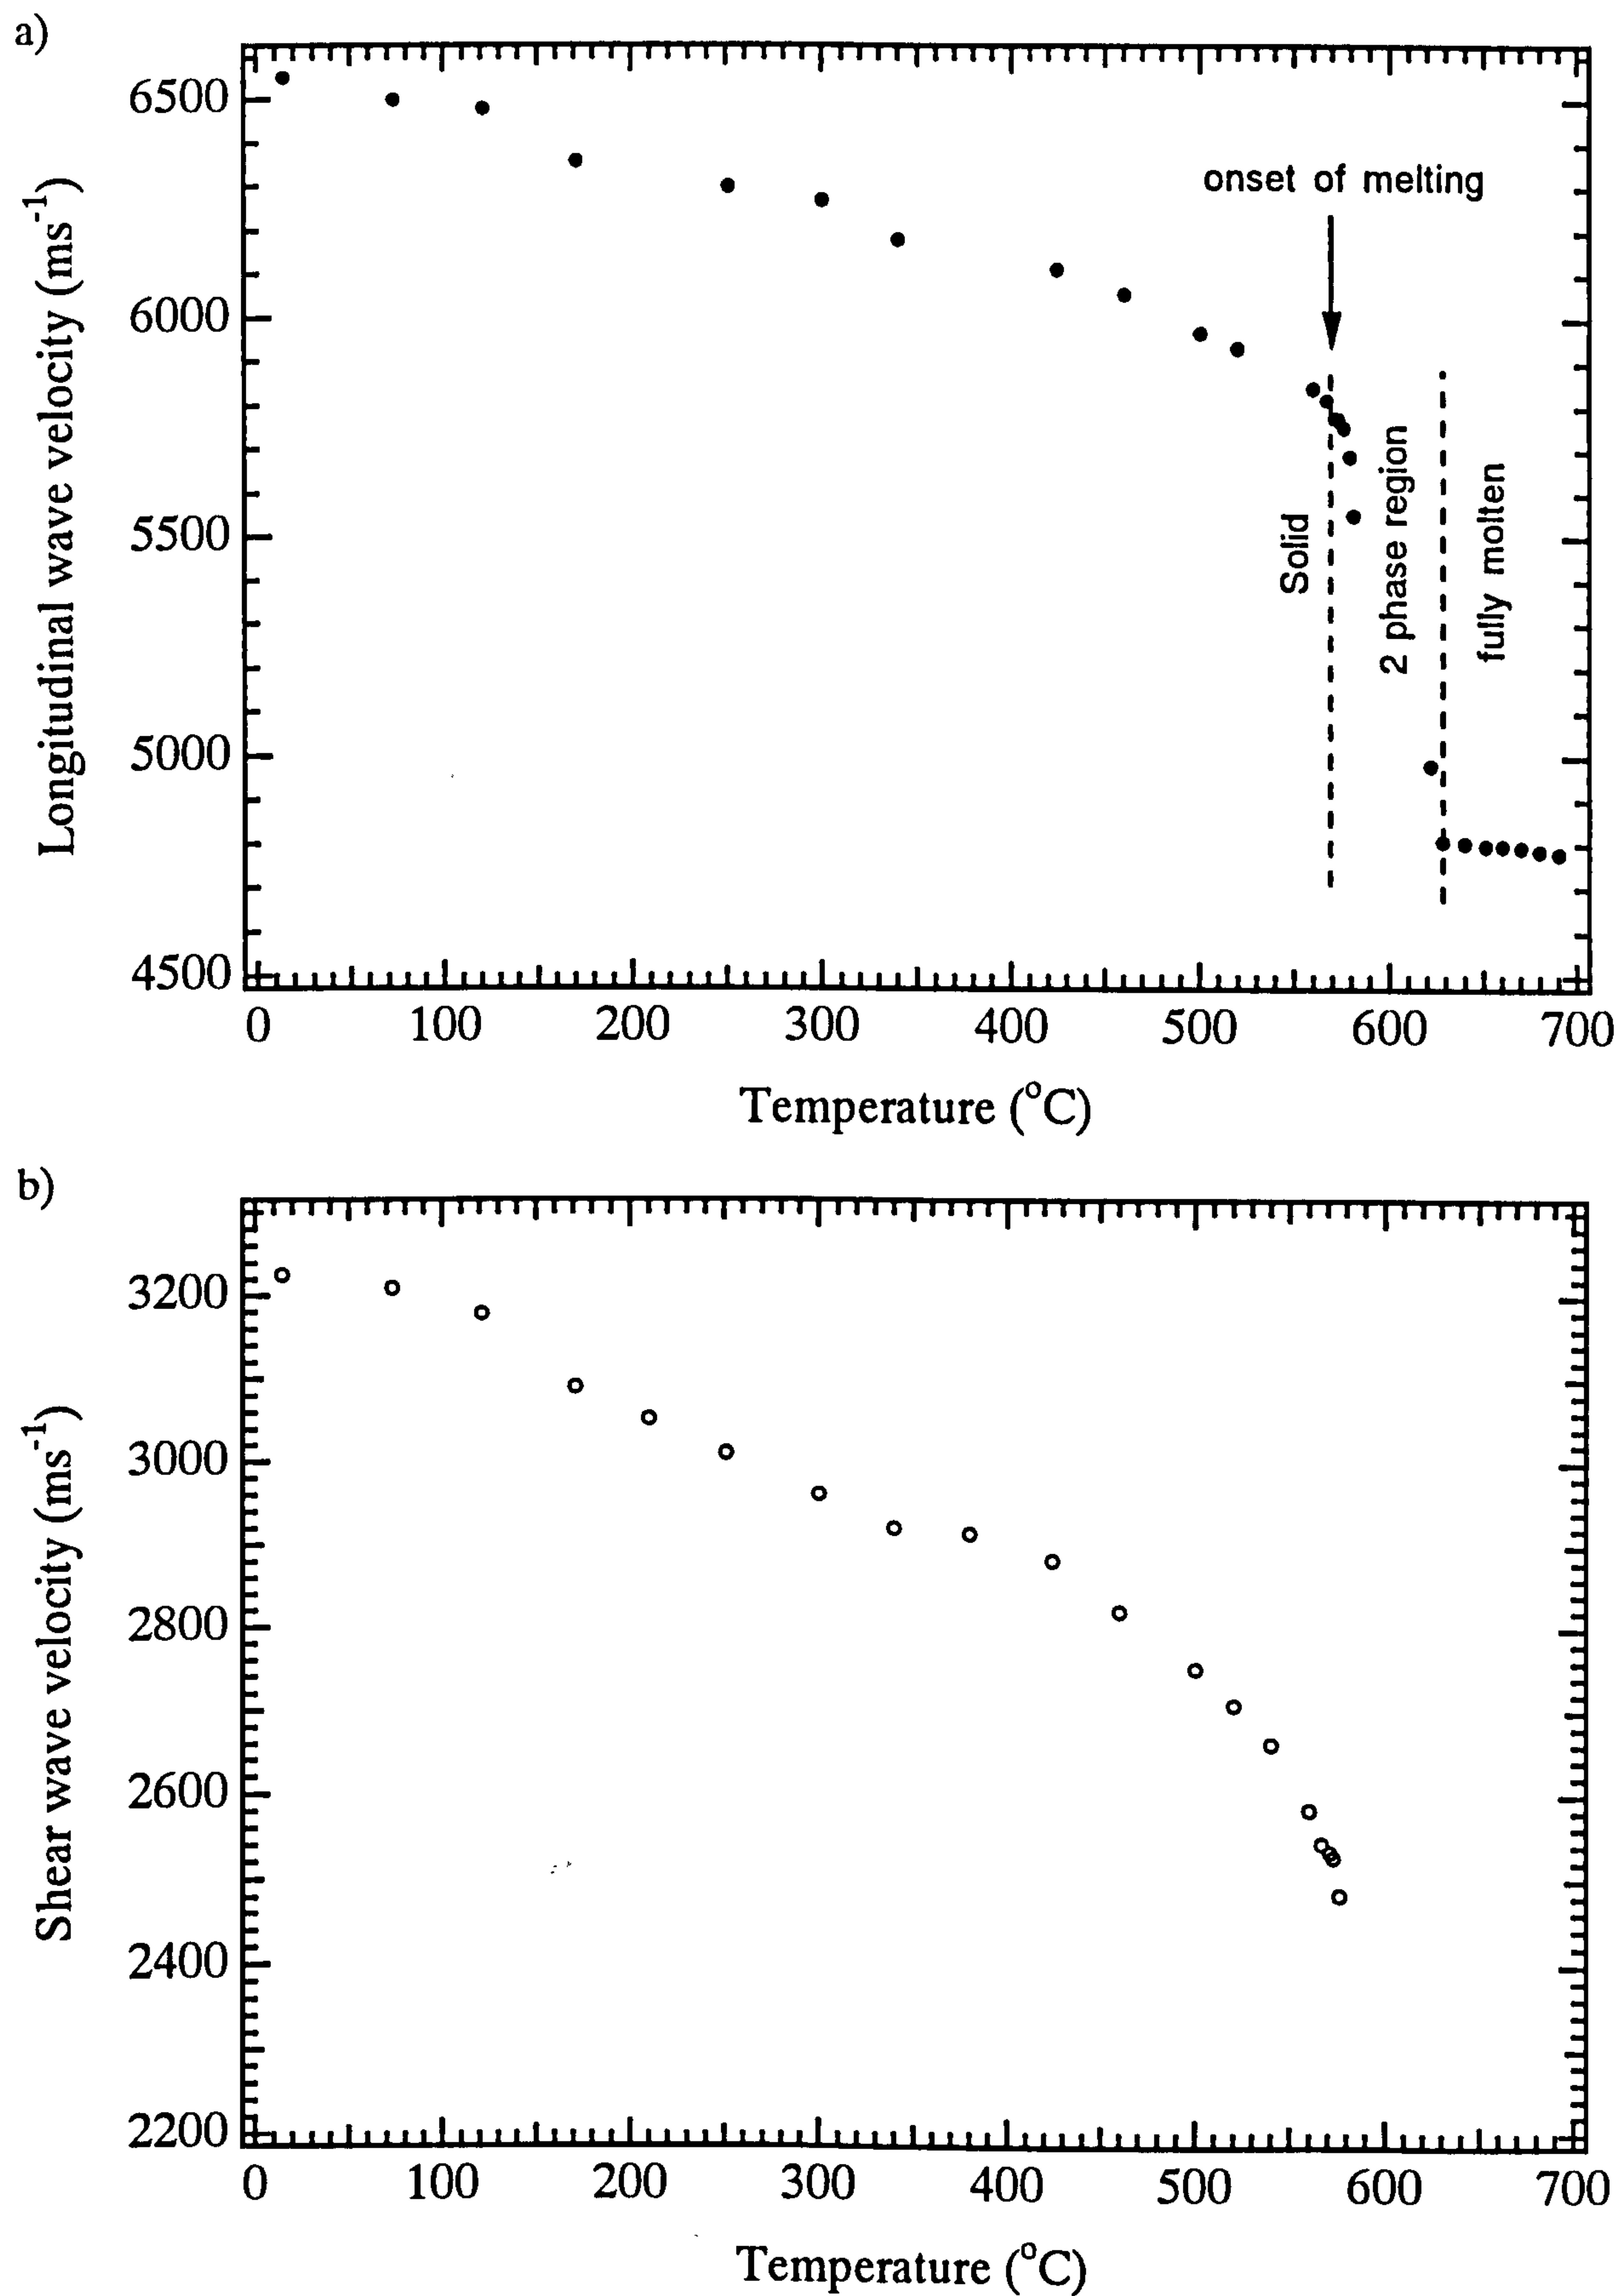 a)
Longitudinal wave velocity (ms⁻¹)
6500
6000
5500
5000
4500
onset of melting
Solid
2 phase region
fully molten
0 100 200 300 400 500 600 700
Temperature (°C)
b)
Shear wave velocity (ms⁻¹)
3200
3000
2800
2600
2400
2200
0 100 200 300 400 500 600 700
Temperature (°C)